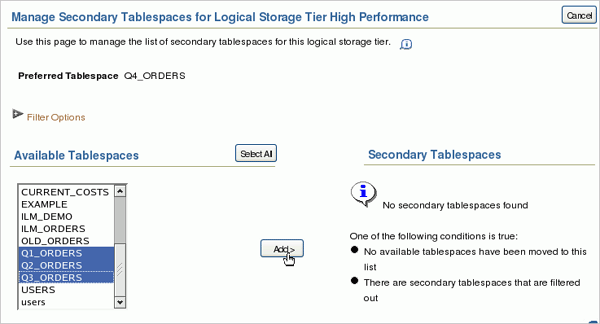 Manage Secondary Tablespaces for Logical Storage Tier High Performance
Cancel
Use this page to manage the list of secondary tablespaces for this logical storage tier.
Preferred Tablespace Q4_ORDERS
Filter Options
Available Tablespaces
Select All
Secondary Tablespaces
CURRENT_COSTS
EXAMPLE
ILM_DEMO
ILM_ORDERS
OLD_ORDERS
Q1_ORDERS
Q2_ORDERS
Q3_ORDERS
USERS
users
Add >
No secondary tablespaces found
One of the following conditions is true:
No available tablespaces have been moved to this
list
There are secondary tablespaces that are filtered
out